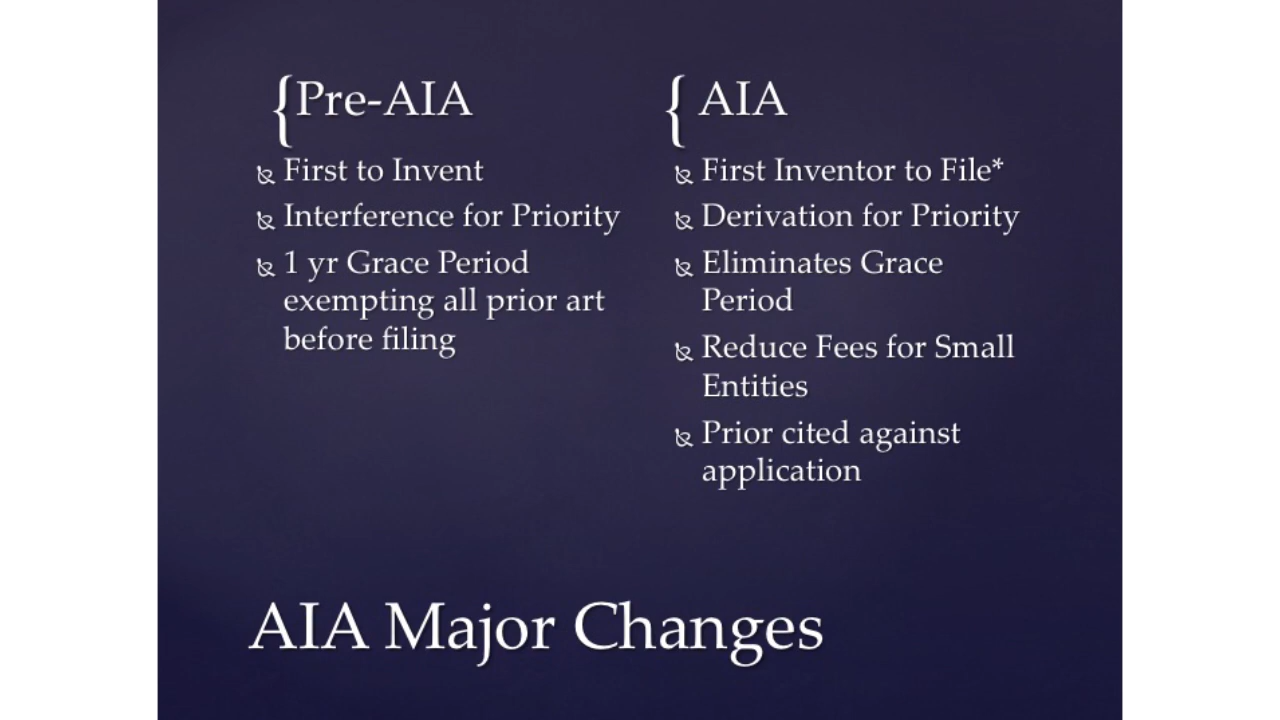 {Pre-AIA
First to Invent
Interference for Priority
1 yr Grace Period
exempting all prior art
before filing
{ AIA
First Inventor to File*
Derivation for Priority
Eliminates Grace
Period
Reduce Fees for Small
Entities
Prior cited against
application
AIA Major Changes